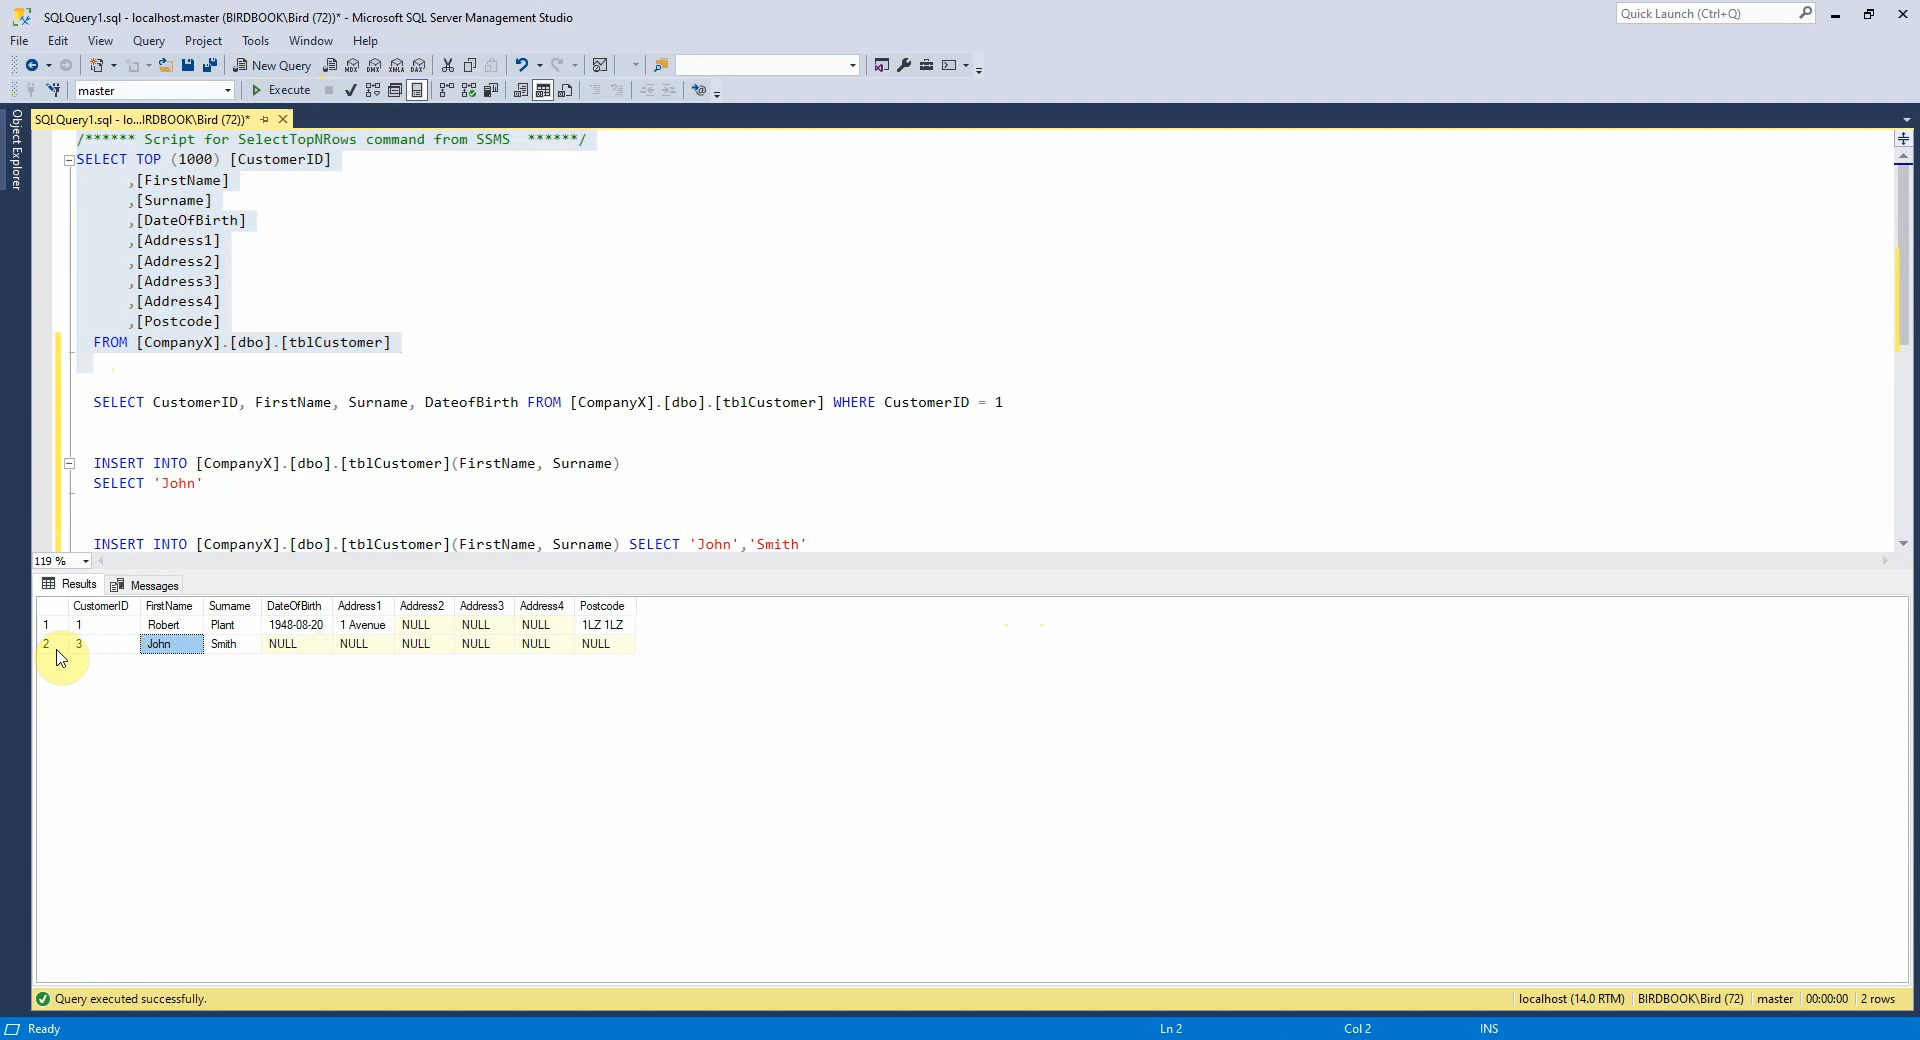 SQLQuery1.sql - localhost.master (BIRDBOOK\Bird (72))* - Microsoft SQL Server Management Studio
Quick Launch (Ctrl+Q)
File Edit View Query Project Tools Window Help
New Query
master Execute
SQLQuery1.sql - lo...IRDBOOK\Bird (72))*
Object Explorer
/****** Script for SelectTopNRows command from SSMS ******/
SELECT TOP (1000) [CustomerID]
,[FirstName]
,[Surname]
,[DateOfBirth]
,[Address1]
,[Address2]
,[Address3]
,[Address4]
,[Postcode]
FROM [CompanyX].[dbo].[tblCustomer]
SELECT CustomerID, FirstName, Surname, DateofBirth FROM [CompanyX].[dbo].[tblCustomer] WHERE CustomerID = 1
INSERT INTO [CompanyX].[dbo].[tblCustomer](FirstName, Surname)
SELECT 'John'
INSERT INTO [CompanyX].[dbo].[tblCustomer](FirstName, Surname) SELECT 'John','Smith'
119 %
Results Messages
CustomerID FirstName Surname DateOfBirth Address1 Address2 Address3 Address4 Postcode
1 1 Robert Plant 1948-08-20 1 Avenue NULL NULL NULL 1LZ 1LZ
2 3 John Smith NULL NULL NULL NULL NULL NULL
Query executed successfully. localhost (14.0 RTM) BIRDBOOK\Bird (72) master 00:00:00 2 rows
Ready Ln 2 Col 2 INS